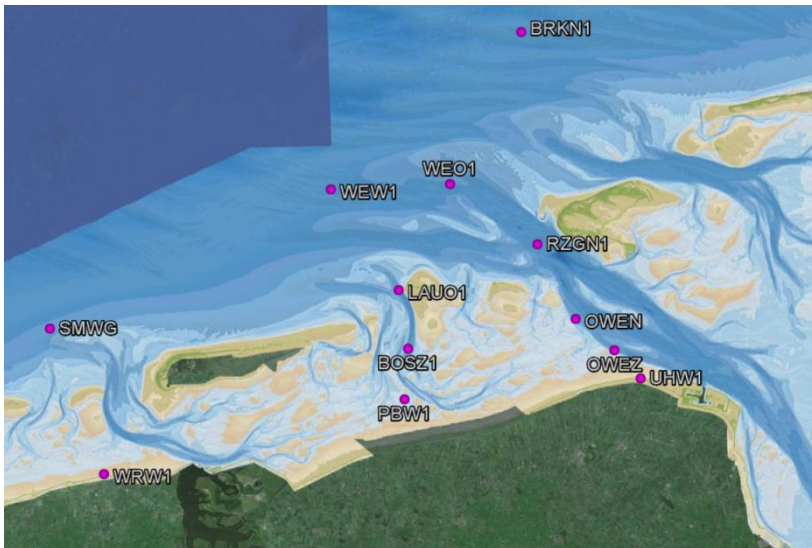 BRKN1
WEO1
WEW1
RZGN1
LAUO1
SMWG
OWEN
BOSZ1
OWEZ
UHW1
PBW1
WRW1